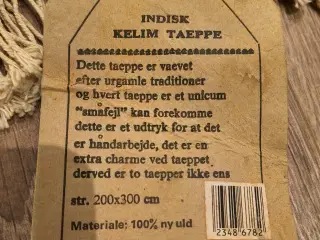 INDISK
KELIM TAEPPE
Dette taeppe er vaevet
efter urgamle traditioner
og hvert taeppe er et unicum
"småfejl" kan forekomme
dette er et udtryk for at det
er håndarbejde, det er en
extra charme ved taeppet
derved er to taepper ikke ens
str. 200x300 cm
Materiale: 100% ny uld
2348 6782